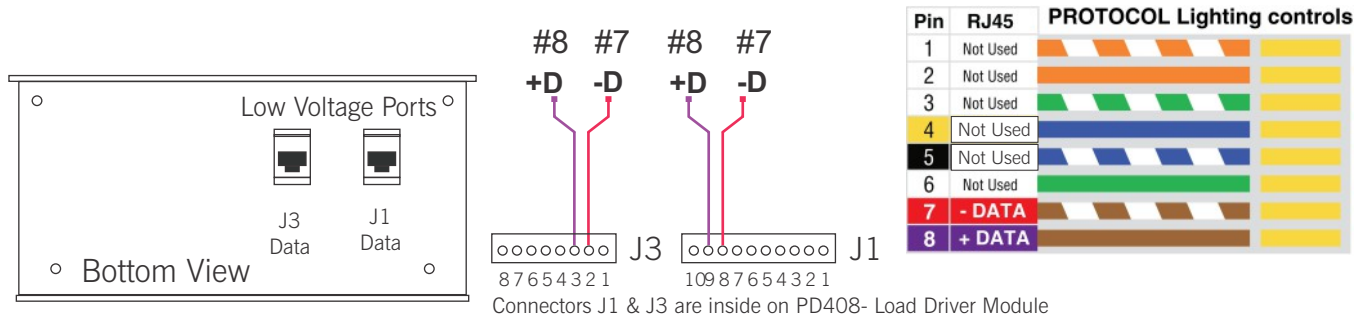 Low Voltage Ports
J3
Data
J1
Data
Bottom View
#8 #7 #8 #7
+D -D +D -D
J3
J1
8 7 6 5 4 3 2 1
10 9 8 7 6 5 4 3 2 1
Connectors J1 & J3 are inside on PD408- Load Driver Module
Pin RJ45 PROTOCOL Lighting controls
1 Not Used
2 Not Used
3 Not Used
4 Not Used
5 Not Used
6 Not Used
7 - DATA
8 + DATA